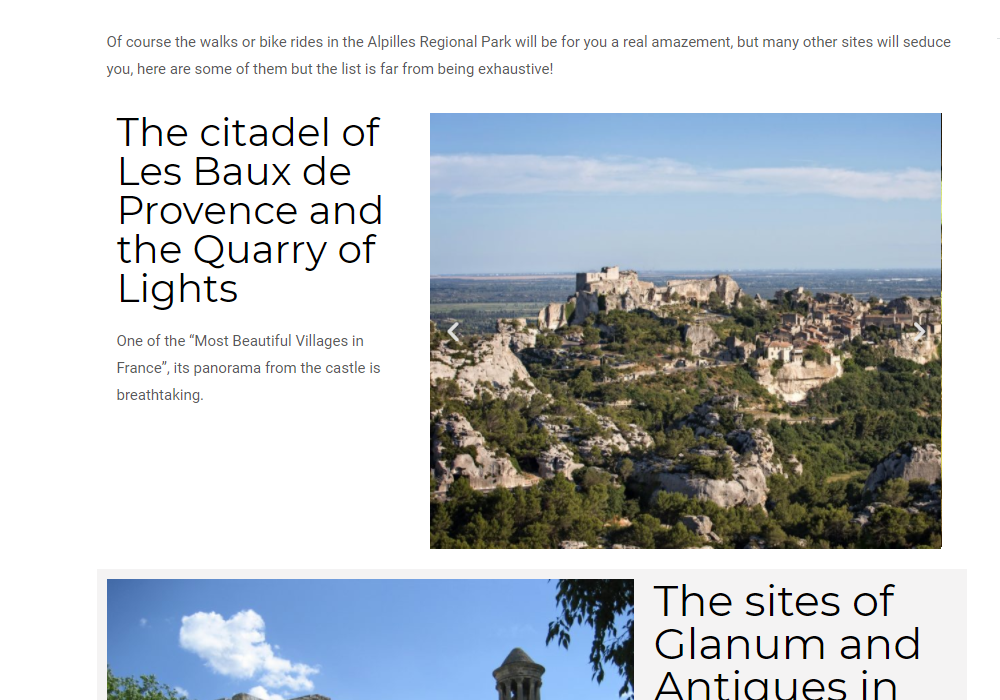 Of course the walks or bike rides in the Alpilles Regional Park will be for you a real amazement, but many other sites will seduce
you, here are some of them but the list is far from being exhaustive!
The citadel of
Les Baux de
Provence and
the Quarry of
Lights
One of the “Most Beautiful Villages in
France”, its panorama from the castle is
breathtaking.
The sites of
Glanum and
Antiques in